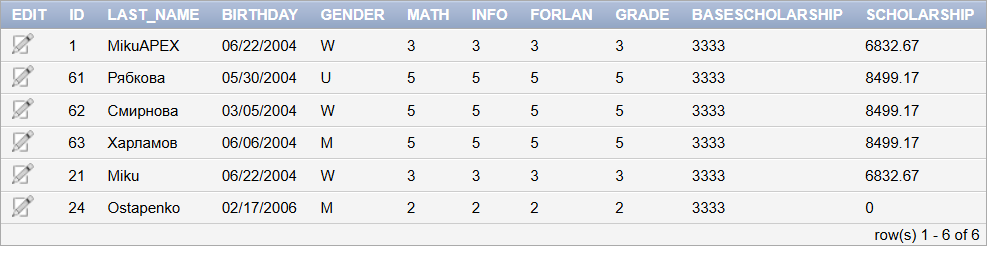 EDIT ID LAST_NAME BIRTHDAY GENDER MATH INFO FORLAN GRADE BASESCHOLARSHIP SCHOLARSHIP
1 MikuAPEX 06/22/2004 W 3 3 3 3 3333 6832.67
61 Рябкова 05/30/2004 U 5 5 5 5 3333 8499.17
62 Смирнова 03/05/2004 W 5 5 5 5 3333 8499.17
63 Харламов 06/06/2004 M 5 5 5 5 3333 8499.17
21 Miku 06/22/2004 W 3 3 3 3 3333 6832.67
24 Ostapenko 02/17/2006 M 2 2 2 2 3333 0
row(s) 1 - 6 of 6